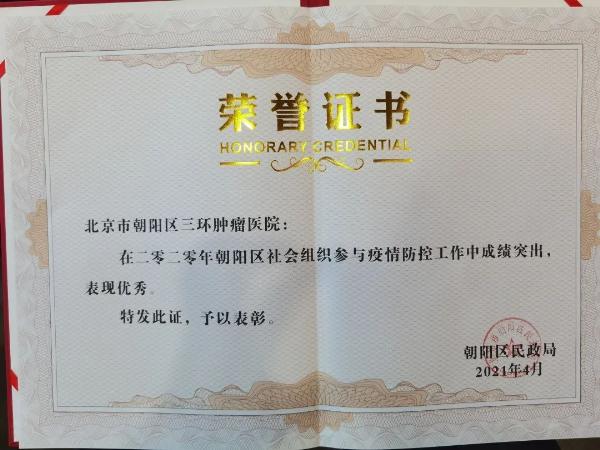 荣誉证书
HONORARY CREDENTIAL
北京市朝阳区三环肿瘤医院：
在二零二零年朝阳区社会组织参与疫情防控工作中成绩突出，
表现优秀。
特发此证，予以表彰。
朝阳区民政局
2021年4月